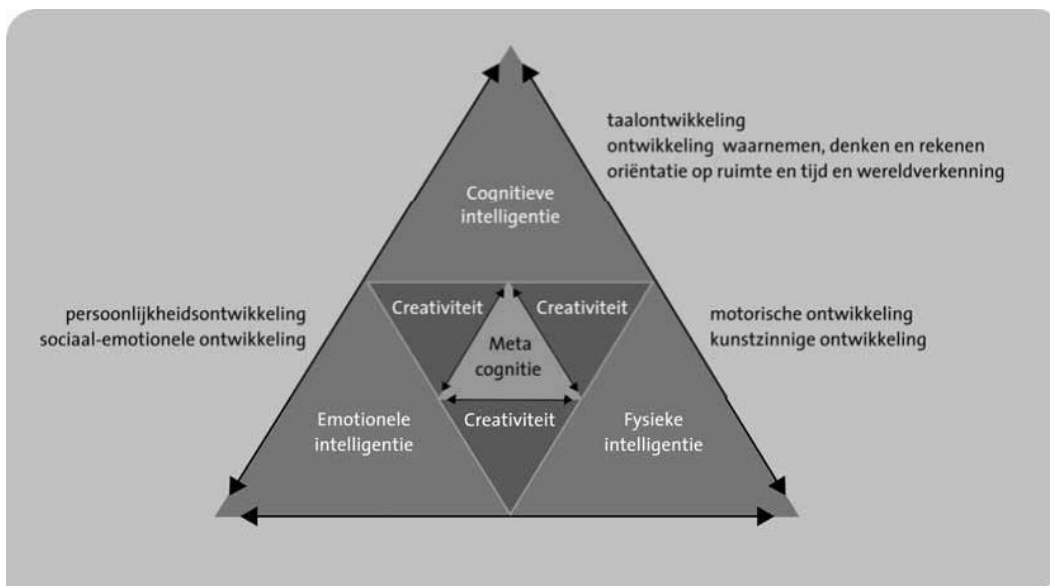 taalontwikkeling
ontwikkeling waarnemen, denken en rekenen
oriëntatie op ruimte en tijd en wereldverkenning
Cognitieve
intelligentie
persoonlijkheidsontwikkeling
sociaal-emotionele ontwikkeling
Creativiteit
Creativiteit
motorische ontwikkeling
kunstzinnige ontwikkeling
Meta
cognitie
Emotionele
intelligentie
Creativiteit
Fysieke
intelligentie